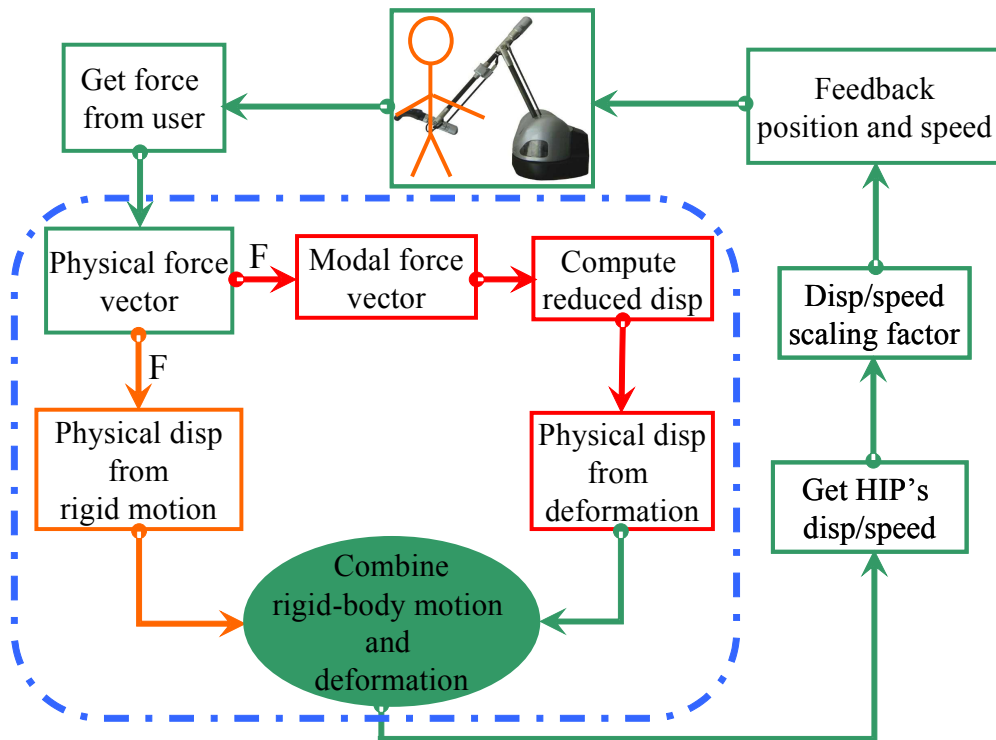 Get force
from user
Feedback
position and speed
Physical force
vector
F
Modal force
vector
Compute
reduced disp
Disp/speed
scaling factor
F
Physical disp
from
rigid motion
Physical disp
from
deformation
Get HIP’s
disp/speed
Combine
rigid-body motion
and
deformation